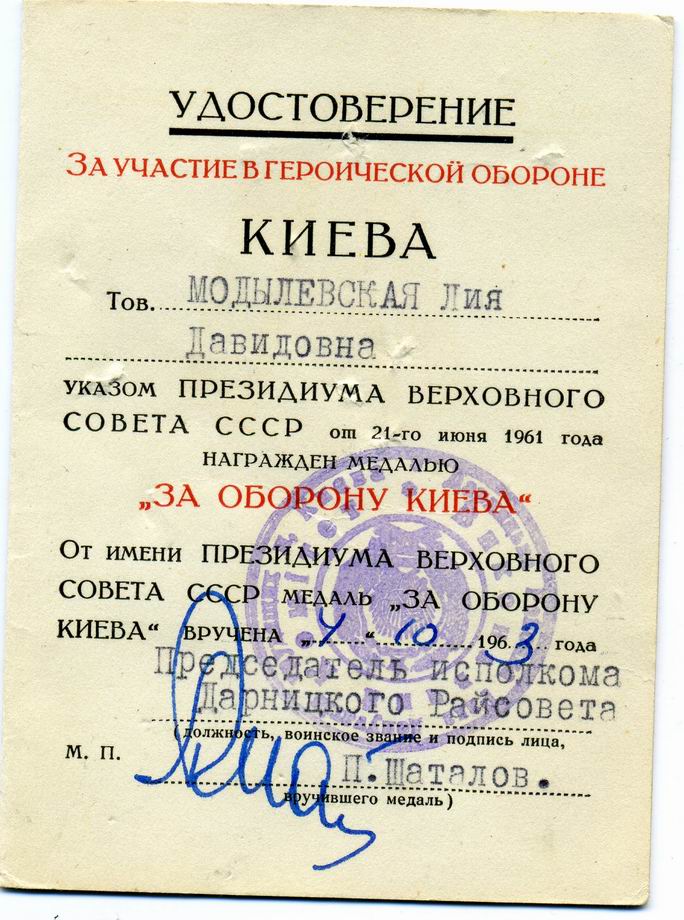 УДОСТОВЕРЕНИЕ
ЗА УЧАСТИЕ В ГЕРОИЧЕСКОЙ ОБОРОНЕ
КИЕВА
Тов. МОДЫЛЕВСКАЯ Лия
Давидовна
УКАЗОМ ПРЕЗИДИУМА ВЕРХОВНОГО
СОВЕТА СССР от 21-го июня 1961 года
НАГРАЖДЕН МЕДАЛЬЮ
„ЗА ОБОРОНУ КИЕВА“
От имени ПРЕЗИДИУМА ВЕРХОВНОГО
СОВЕТА СССР МЕДАЛЬ „ЗА ОБОРОНУ
КИЕВА“ ВРУЧЕНА „4“ 10 1963 года
Председатель исполкома
Дарницкого Райсовета
(должность, воинское звание и подпись лица,
М. П. П. Шаталов.
вручившего медаль)